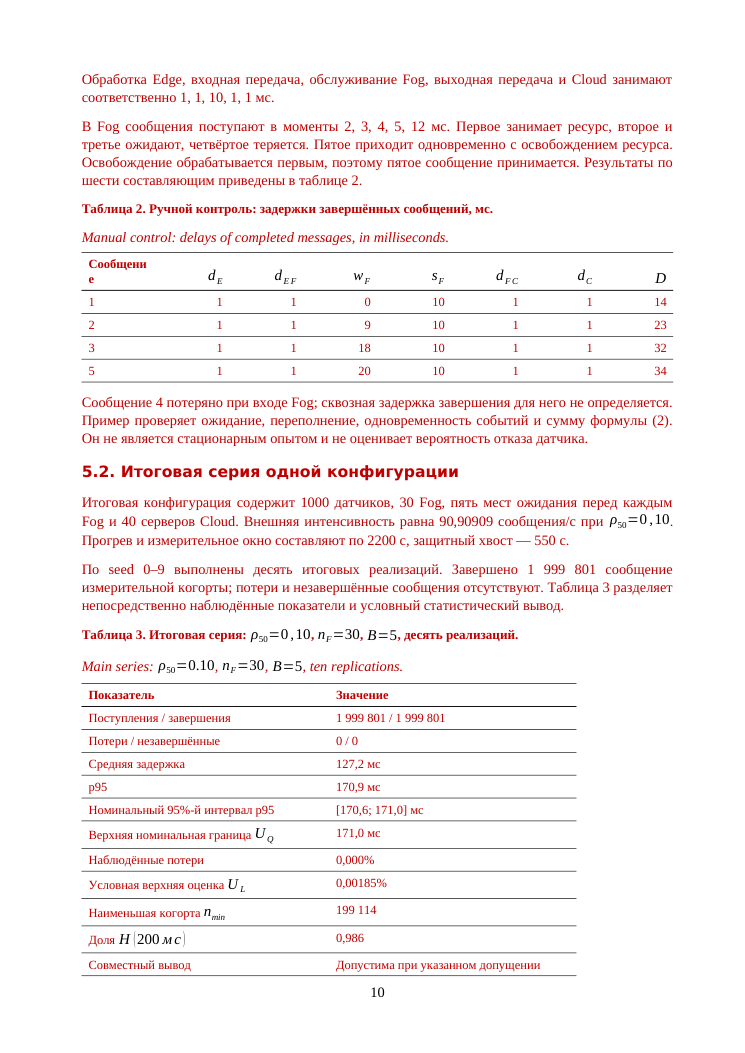 Обработка Edge, входная передача, обслуживание Fog, выходная передача и Cloud занимают
соответственно 1, 1, 10, 1, 1 мс.
В Fog сообщения поступают в моменты 2, 3, 4, 5, 12 мс. Первое занимает ресурс, второе и
третье ожидают, четвёртое теряется. Пятое приходит одновременно с освобождением ресурса.
Освобождение обрабатывается первым, поэтому пятое сообщение принимается. Результаты по
шести составляющим приведены в таблице 2.
Таблица 2. Ручной контроль: задержки завершённых сообщений, мс.
Manual control: delays of completed messages, in milliseconds.
Сообщени
е d_E d_EF w_F s_F d_FC d_C D
1 1 1 0 10 1 1 14
2 1 1 9 10 1 1 23
3 1 1 18 10 1 1 32
5 1 1 20 10 1 1 34
Сообщение 4 потеряно при входе Fog; сквозная задержка завершения для него не определяется.
Пример проверяет ожидание, переполнение, одновременность событий и сумму формулы (2).
Он не является стационарным опытом и не оценивает вероятность отказа датчика.
5.2. Итоговая серия одной конфигурации
Итоговая конфигурация содержит 1000 датчиков, 30 Fog, пять мест ожидания перед каждым
Fog и 40 серверов Cloud. Внешняя интенсивность равна 90,90909 сообщения/с при ρ_50=0,10.
Прогрев и измерительное окно составляют по 2200 с, защитный хвост — 550 с.
По seed 0–9 выполнены десять итоговых реализаций. Завершено 1 999 801 сообщение
измерительной когорты; потери и незавершённые сообщения отсутствуют. Таблица 3 разделяет
непосредственно наблюдённые показатели и условный статистический вывод.
Таблица 3. Итоговая серия: ρ_50=0,10, n_F=30, B=5, десять реализаций.
Main series: ρ_50=0.10, n_F=30, B=5, ten replications.
Показатель Значение
Поступления / завершения 1 999 801 / 1 999 801
Потери / незавершённые 0 / 0
Средняя задержка 127,2 мс
p95 170,9 мс
Номинальный 95%-й интервал p95 [170,6; 171,0] мс
Верхняя номинальная граница U_Q 171,0 мс
Наблюдённые потери 0,000%
Условная верхняя оценка U_L 0,00185%
Наименьшая когорта n_min 199 114
Доля H(200 мс) 0,986
Совместный вывод Допустима при указанном допущении
10